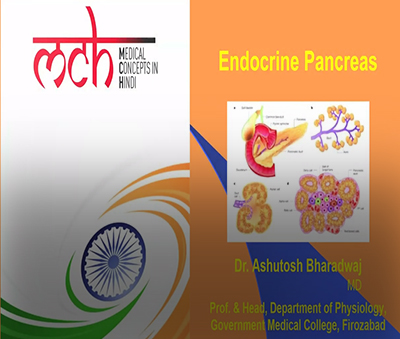 mch
MEDICAL
CONCEPTS IN
HINDI
Endocrine Pancreas
Dr. Ashutosh Bharadwaj
MD
Prof. & Head, Department of Physiology,
Government Medical College, Firozabad